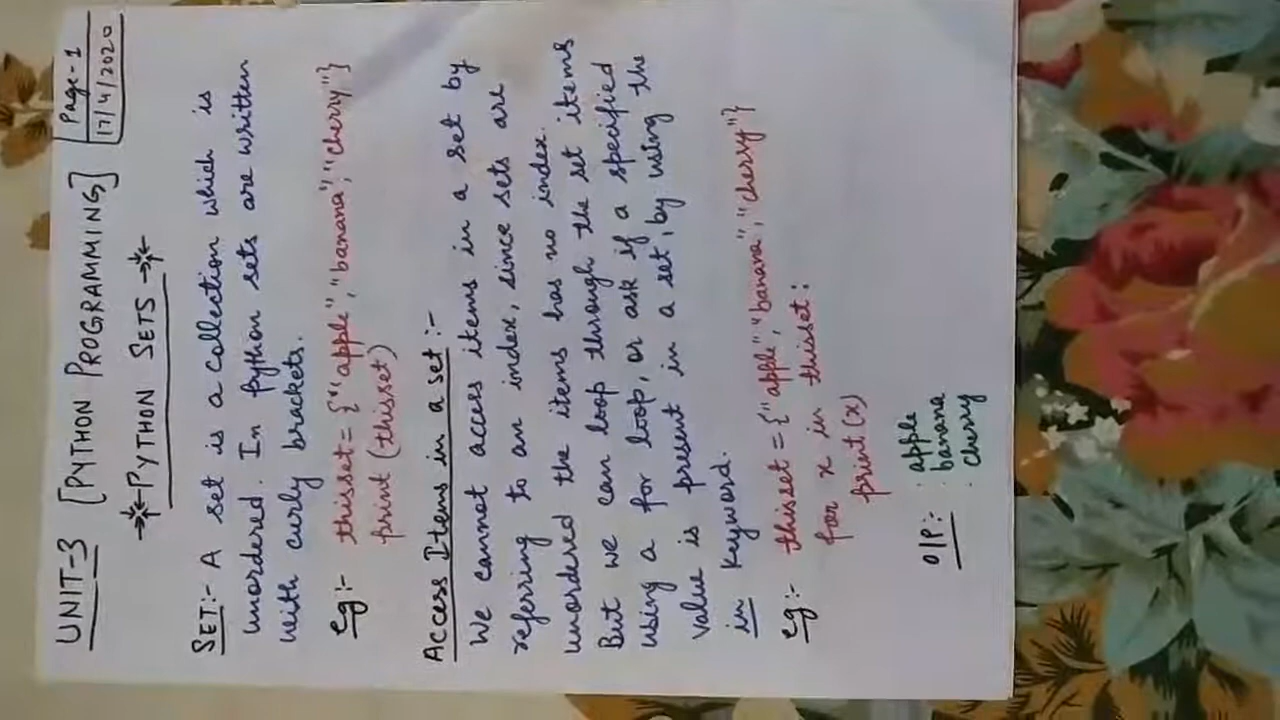 UNIT-3 [PYTHON PROGRAMMING]
Page-1
17/4/2020
PYTHON SETS
SET:- A set is a collection which is
unordered. In Python sets are written
with curly brackets.
eg:- thisset = {"apple", "banana", "cherry"}
print (thisset)
Access Items in a set:-
We cannot access items in a set by
referring to an index, since sets are
unordered the items has no index.
But we can loop through the set items
using a for loop, or ask if a specified
value is present in a set, by using the
in keyword.
eg:- thisset = {"apple", "banana", "cherry"}
for x in thisset:
print(x)
O/P:- apple
banana
cherry